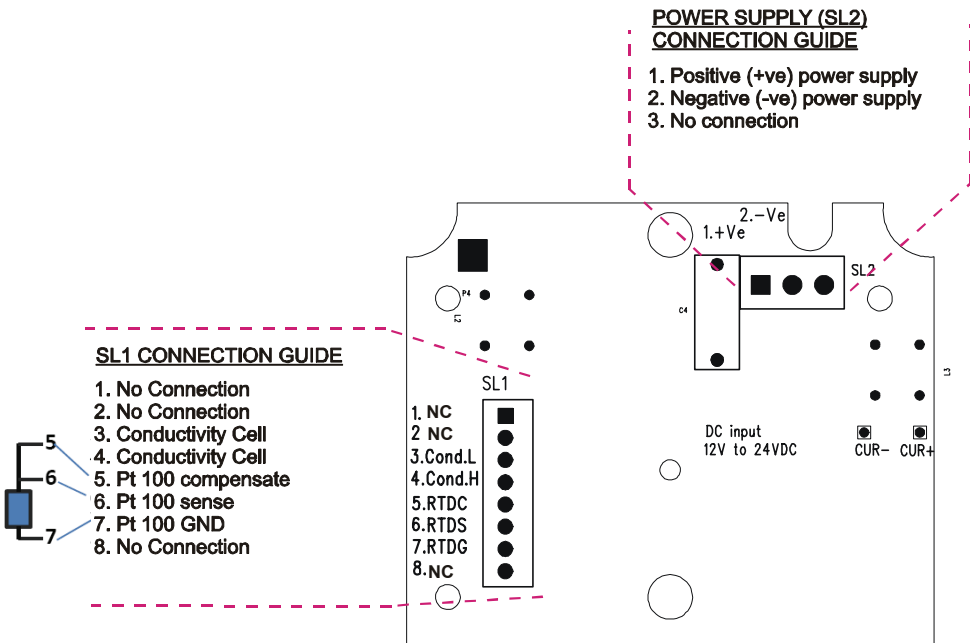 POWER SUPPLY (SL2)
CONNECTION GUIDE
1. Positive (+ve) power supply
2. Negative (-ve) power supply
3. No connection
2.-Ve
1.+Ve
SL2
P4
L2
C4
L3
SL1 CONNECTION GUIDE
1. No Connection
2. No Connection
3. Conductivity Cell
4. Conductivity Cell
5. Pt 100 compensate
6. Pt 100 sense
7. Pt 100 GND
8. No Connection
5
6
7
SL1
1. NC
2 NC
3.Cond.L
4.Cond.H
5.RTDC
6.RTDS
7.RTDG
8.NC
DC input
12V to 24VDC
CUR- CUR+